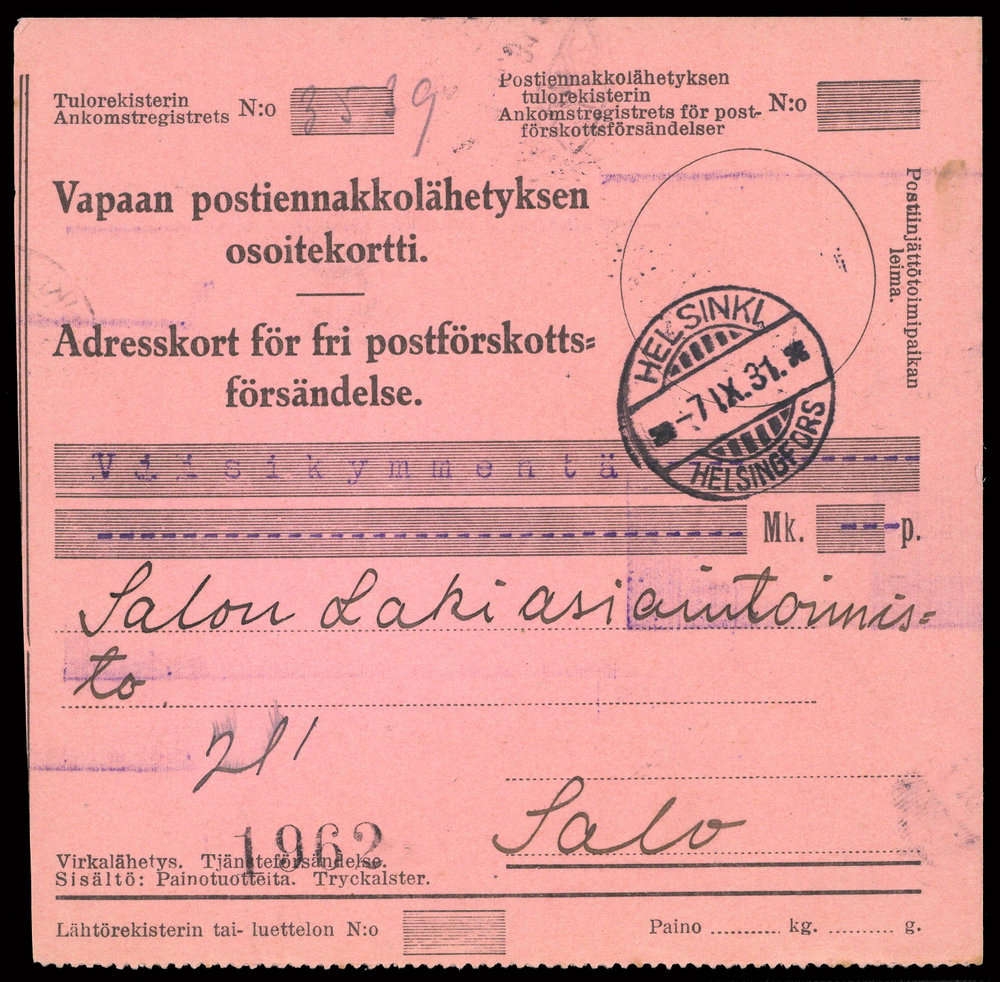 Tulorekisterin
Ankomstregistrets N:o 3539
Postiennakkolähetyksen
tulorekisterin
Ankomstregistrets för post-
förskottsförsändelser N:o
Vapaan postiennakkolähetyksen
osoitekortti.
Adresskort för fri postförskotts=
försändelse.
Postiinjättötoimipaikan
leima.
HELSINKI
-7 IX.31.
HELSINGFORS
Viisikymmentä
Mk. p.
Salon Lakiasiaintoimis=
to
Salo
1962
Virkalähetys. Tjänsteförsändelse.
Sisältö: Painotuotteita. Tryckalster.
Lähtörekisterin tai- luettelon N:o
Paino .......... kg. .......... g.